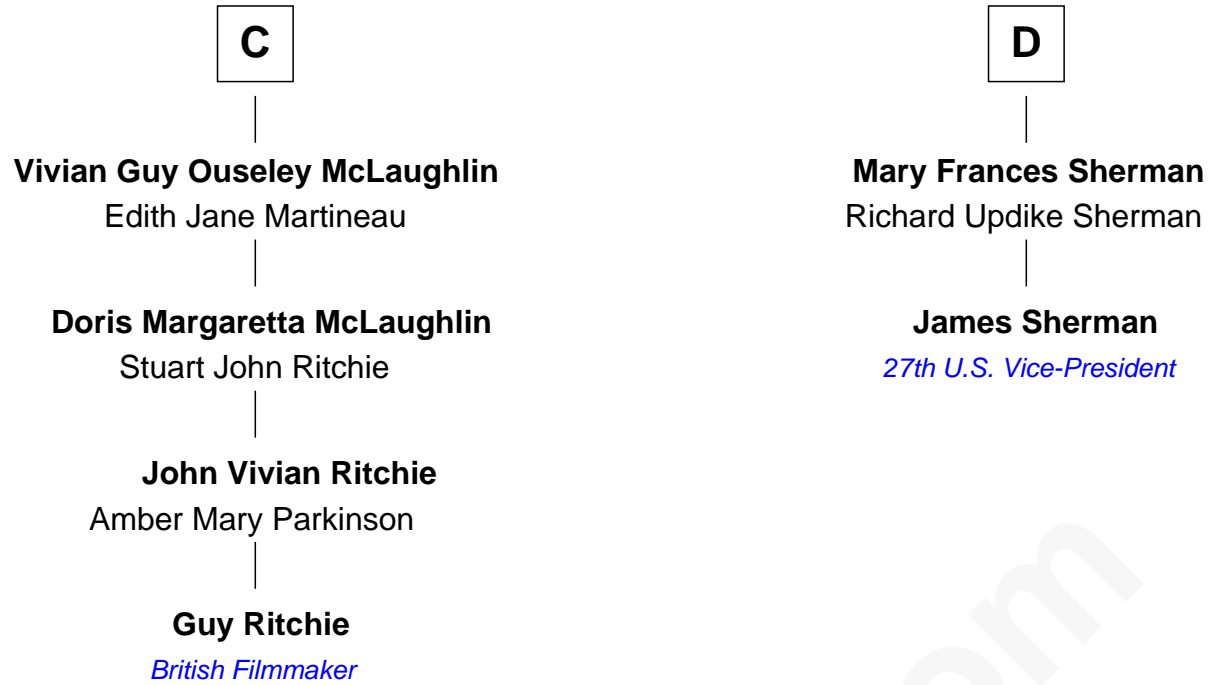 C
Vivian Guy Ouseley McLaughlin
Edith Jane Martineau
Doris Margaretta McLaughlin
Stuart John Ritchie
John Vivian Ritchie
Amber Mary Parkinson
Guy Ritchie
British Filmmaker
D
Mary Frances Sherman
Richard Updike Sherman
James Sherman
27th U.S. Vice-President
om